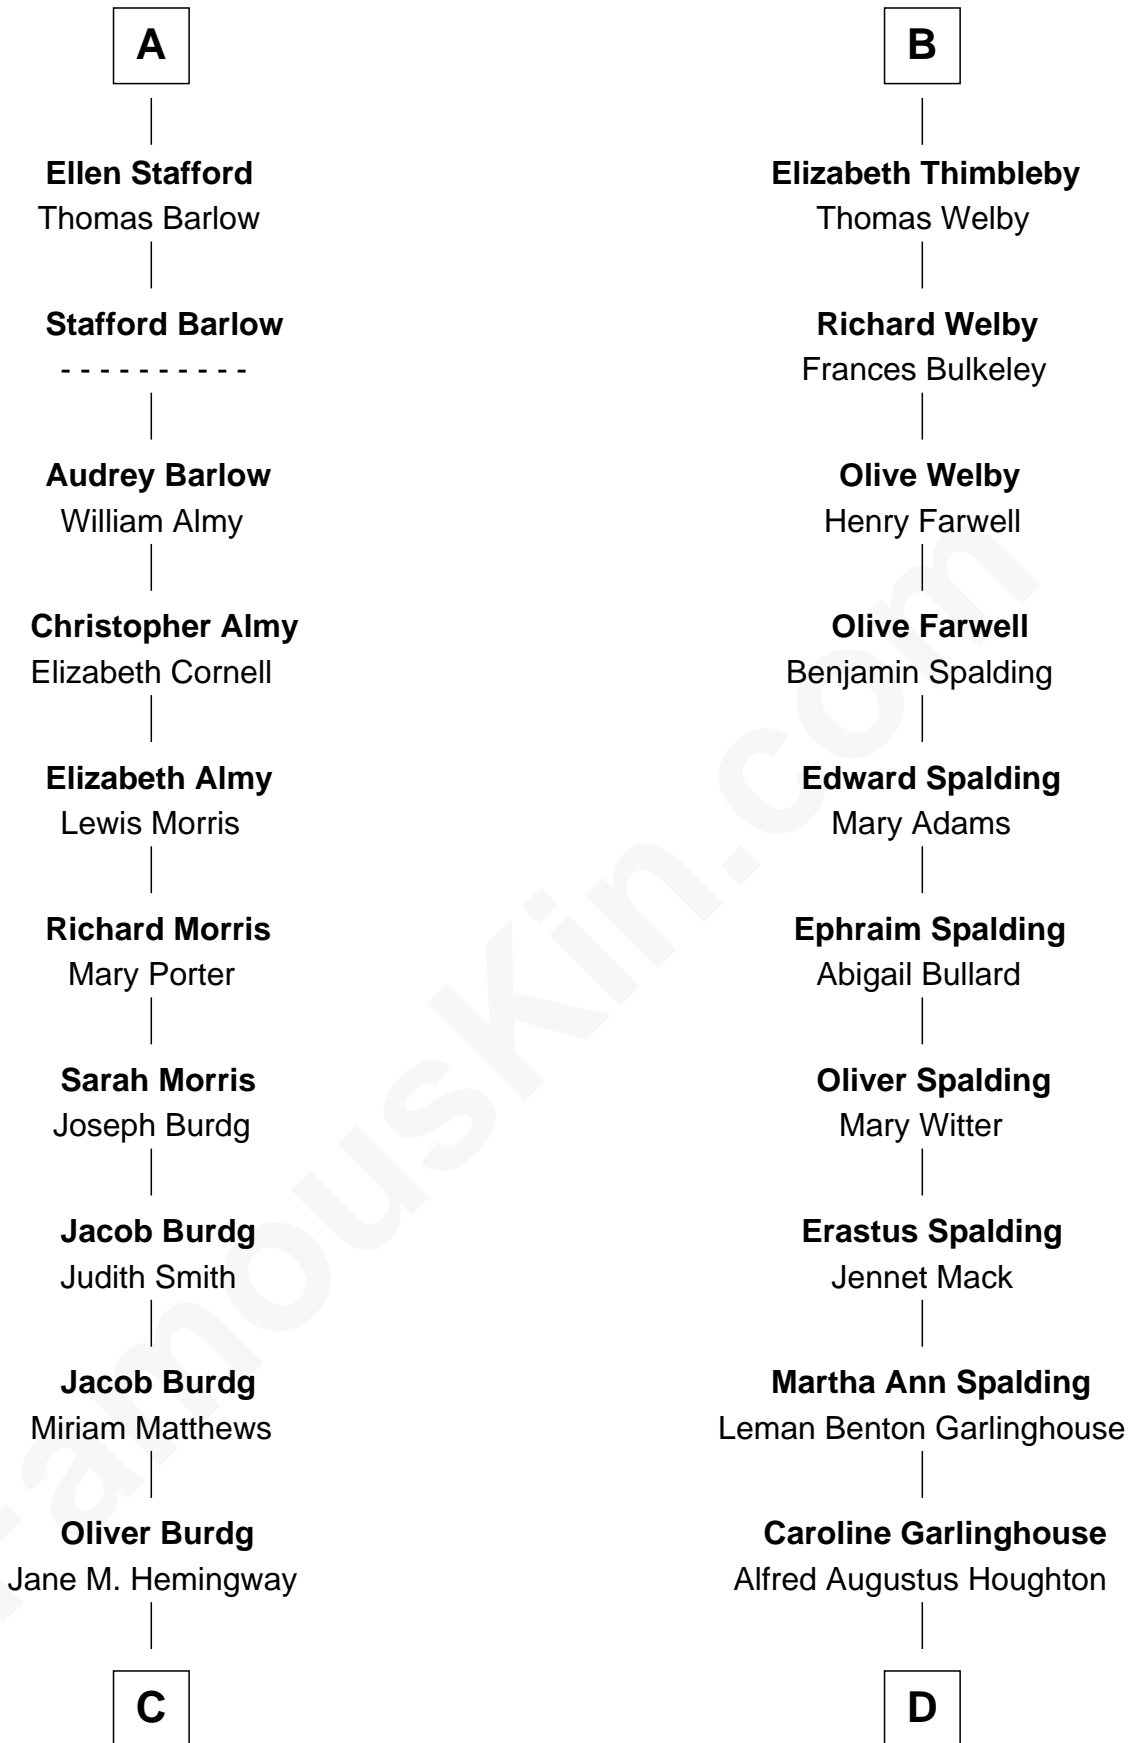 A
Ellen Stafford
Thomas Barlow
Stafford Barlow
- - - - - - - - - -
Audrey Barlow
William Almy
Christopher Almy
Elizabeth Cornell
Elizabeth Almy
Lewis Morris
Richard Morris
Mary Porter
Sarah Morris
Joseph Burdg
Jacob Burdg
Judith Smith
Jacob Burdg
Miriam Matthews
Oliver Burdg
Jane M. Hemingway
C
B
Elizabeth Thimbleby
Thomas Welby
Richard Welby
Frances Bulkeley
Olive Welby
Henry Farwell
Olive Farwell
Benjamin Spalding
Edward Spalding
Mary Adams
Ephraim Spalding
Abigail Bullard
Oliver Spalding
Mary Witter
Erastus Spalding
Jennet Mack
Martha Ann Spalding
Leman Benton Garlinghouse
Caroline Garlinghouse
Alfred Augustus Houghton
D
FamousKin.com